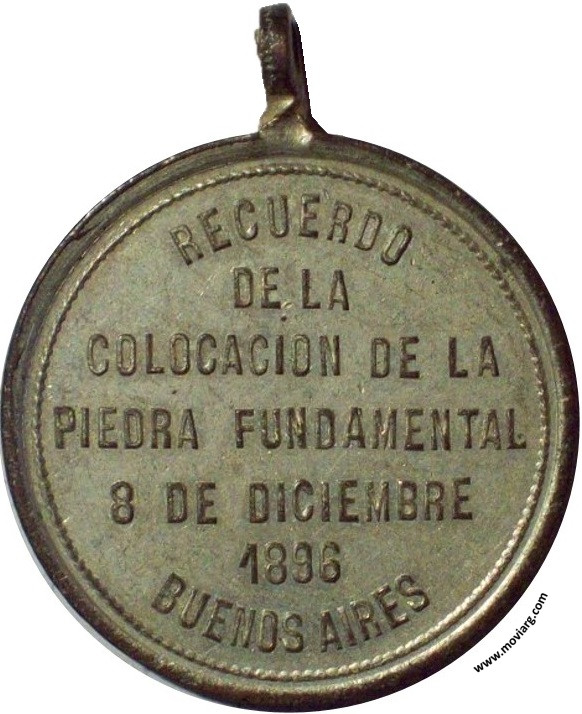 RECUERDO
DE LA
COLOCACION DE LA
PIEDRA FUNDAMENTAL
8 DE DICIEMBRE
1896
BUENOS AIRES
www.moviarg.com